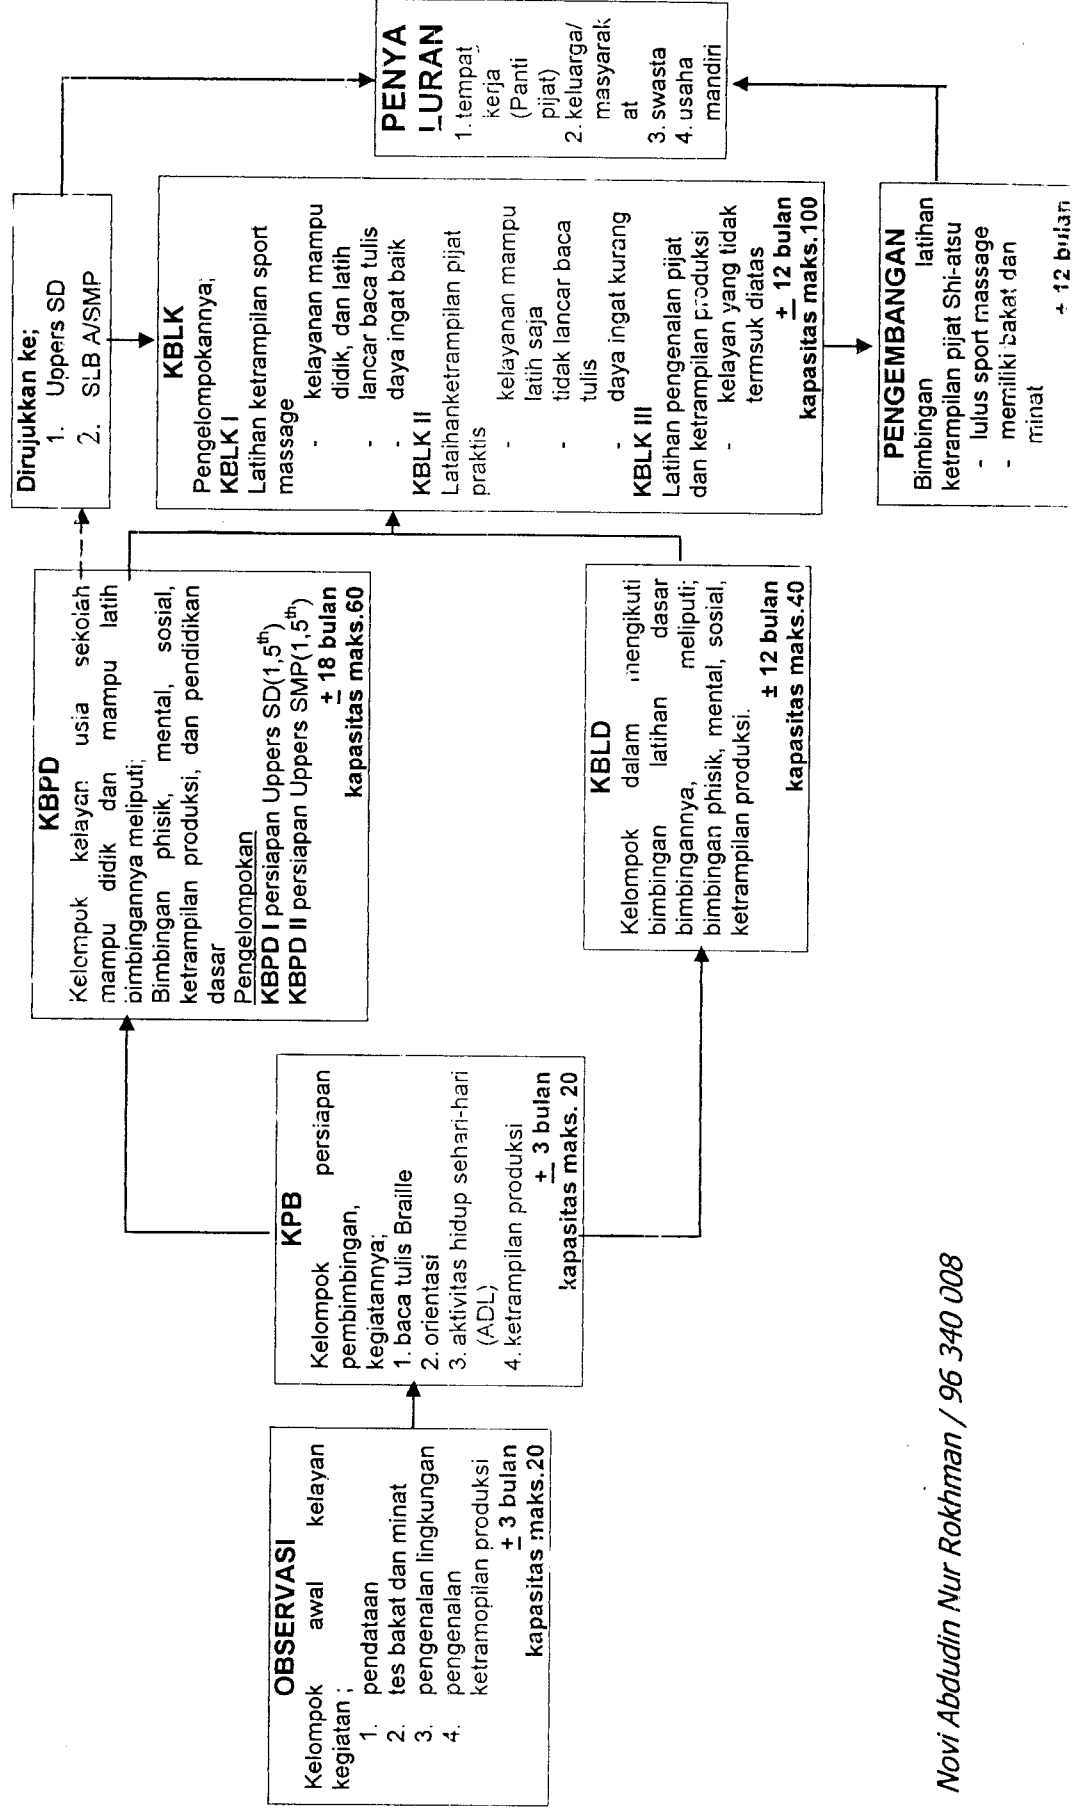 OBSERVASI
Kelompok awal kelayan
kegiatan ;
1. pendataan
2. tes bakat dan minat
3. pengenalan lingkungan
4. pengenalan
ketramopilan produksi
± 3 bulan
kapasitas maks.20
KPB
Kelompok persiapan
pembimbingan,
kegiatannya;
1. baca tulis Braille
2. orientasi
3. aktivitas hidup sehari-hari
(ADL)
4. ketrampilan produksi
± 3 bulan
kapasitas maks. 20
KBPD
Kelompuk kelayan usia sekolah
mampu didik dan mampu latih
bimbingannya meliputi;
Bimbingan phisik, mental, sosial,
ketrampilan produksi, dan pendidikan
dasar
Pengelompokan
KBPD I persiapan Uppers SD(1,5th)
KBPD II persiapan Uppers SMP(1,5th)
± 18 bulan
kapasitas maks.60
KBLD
Kelompok dalam mengikuti
bimbingan latihan dasar
bimbingannya, meliputi;
bimbingan phisik, mental, sosial,
ketrampilan produksi.
± 12 bulan
kapasitas maks.40
Dirujukkan ke;
1. Uppers SD
2. SLB A/SMP
KBLK
Pengelompokannya;
KBLK I
Latihan ketrampilan sport
massage
- kelayanan mampu
didik, dan latih
- lancar baca tulis
- daya ingat baik
KBLK II
Lataihanketrampilan pijat
praktis
- kelayanan mampu
latih saja
- tidak lancar baca
tulis
- daya ingat kurang
KBLK III
Latihan pengenalan pijat
dan ketrampilan produksi
- kelayan yang tidak
termsuk diatas
± 12 bulan
kapasitas maks.100
PENGEMBANGAN
Bimbingan latihan
ketrampilan pijat Shi-atsu
- lulus sport massage
- memiliki bakat dan
minat
± 12 bulan
PENYA
LURAN
1. tempat
kerja
(Panti
pijat)
2. keluarga/
masyarak
at
3. swasta
4. usaha
mandiri
Novi Abdudin Nur Rokhman / 96 340 008